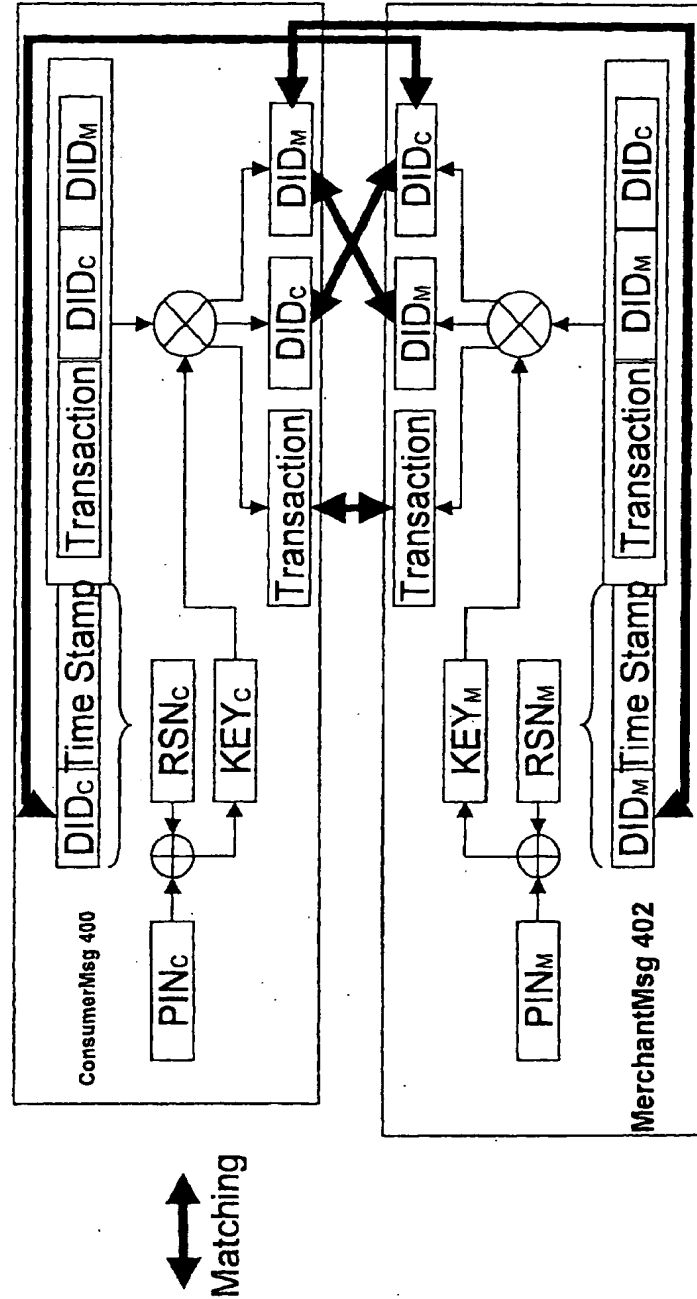 ConsumerMsg 400
DIDC Time Stamp Transaction DIDC DIDM
PINC
RSNC
KEYC
Transaction DIDC DIDM
Transaction DIDM DIDC
KEYM
RSNM
PINM
DIDM Time Stamp Transaction DIDM DIDC
MerchantMsg 402
Matching